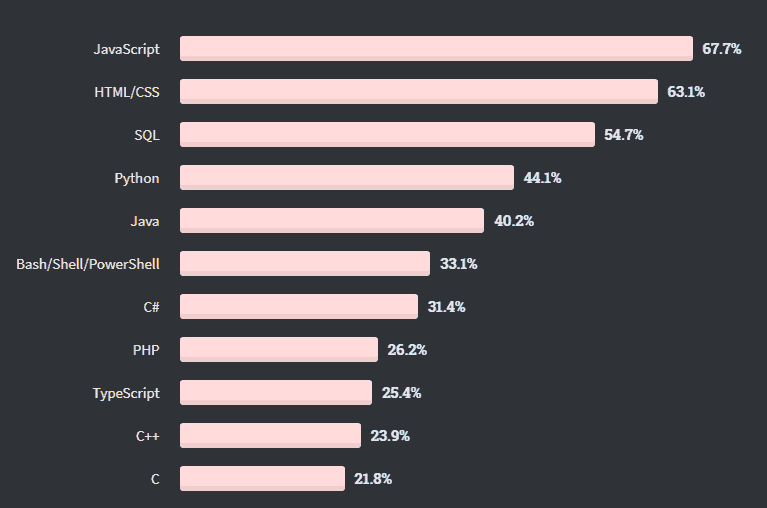 JavaScript 67.7%
HTML/CSS 63.1%
SQL 54.7%
Python 44.1%
Java 40.2%
Bash/Shell/PowerShell 33.1%
C# 31.4%
PHP 26.2%
TypeScript 25.4%
C++ 23.9%
C 21.8%